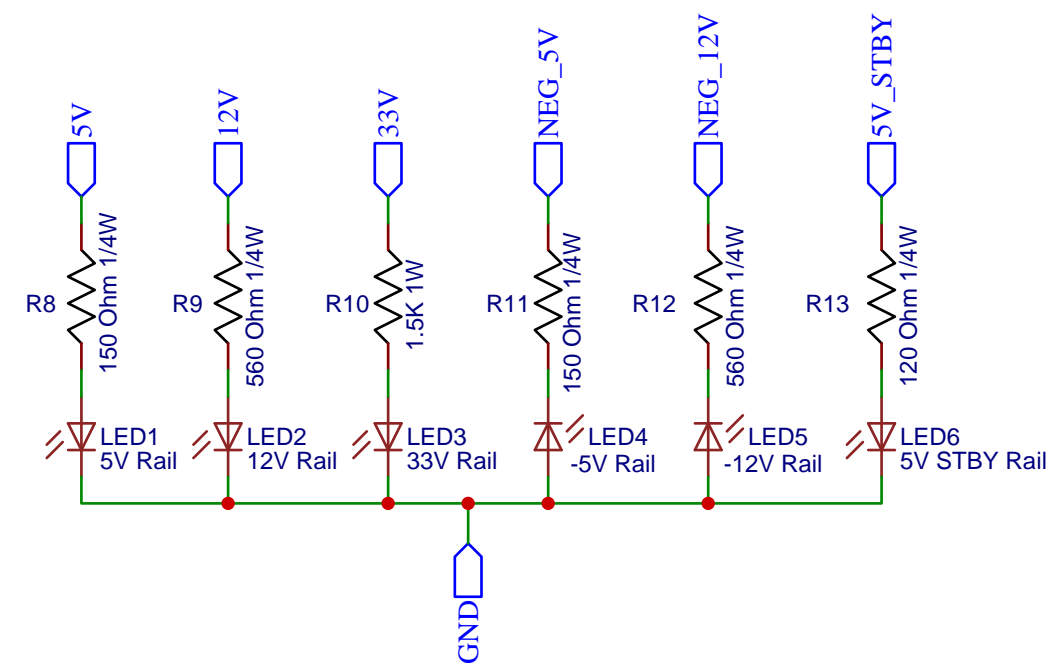 5V
12V
33V
NEG_5V
NEG_12V
5V_STBY
R8
150 Ohm 1/4W
R9
560 Ohm 1/4W
R10
1.5K 1W
R11
150 Ohm 1/4W
R12
560 Ohm 1/4W
R13
120 Ohm 1/4W
LED1
5V Rail
LED2
12V Rail
LED3
33V Rail
LED4
-5V Rail
LED5
-12V Rail
LED6
5V STBY Rail
GND